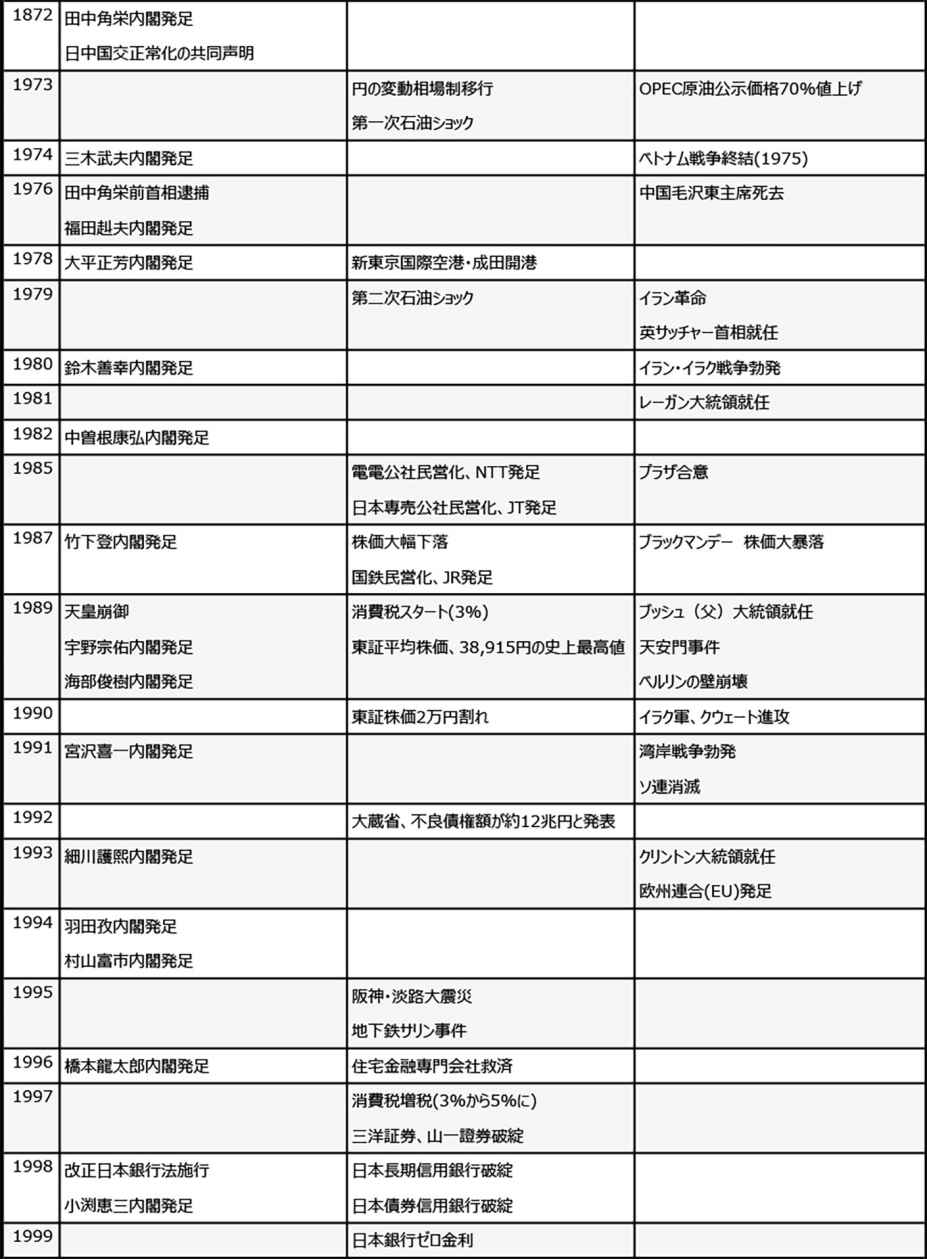 1872 田中角栄内閣発足
日中国交正常化の共同声明
1973 円の変動相場制移行 OPEC原油公示価格70%値上げ
第一次石油ショック
1974 三木武夫内閣発足 ベトナム戦争終結(1975)
1976 田中角栄前首相逮捕 中国毛沢東主席死去
福田赳夫内閣発足
1978 大平正芳内閣発足 新東京国際空港・成田開港
1979 第二次石油ショック イラン革命
英サッチャー首相就任
1980 鈴木善幸内閣発足 イラン・イラク戦争勃発
1981 レーガン大統領就任
1982 中曽根康弘内閣発足
1985 電電公社民営化、NTT発足 プラザ合意
日本専売公社民営化、JT発足
1987 竹下登内閣発足 株価大幅下落 ブラックマンデー 株価大暴落
国鉄民営化、JR発足
1989 天皇崩御 消費税スタート(3%) ブッシュ（父）大統領就任
宇野宗佑内閣発足 東証平均株価、38,915円の史上最高値 天安門事件
海部俊樹内閣発足 ベルリンの壁崩壊
1990 東証株価2万円割れ イラク軍、クウェート進攻
1991 宮沢喜一内閣発足 湾岸戦争勃発
ソ連消滅
1992 大蔵省、不良債権額が約12兆円と発表
1993 細川護熙内閣発足 クリントン大統領就任
欧州連合(EU)発足
1994 羽田孜内閣発足
村山富市内閣発足
1995 阪神・淡路大震災
地下鉄サリン事件
1996 橋本龍太郎内閣発足 住宅金融専門会社救済
1997 消費税増税(3%から5%に)
三洋証券、山一證券破綻
1998 改正日本銀行法施行 日本長期信用銀行破綻
小渕恵三内閣発足 日本債券信用銀行破綻
1999 日本銀行ゼロ金利